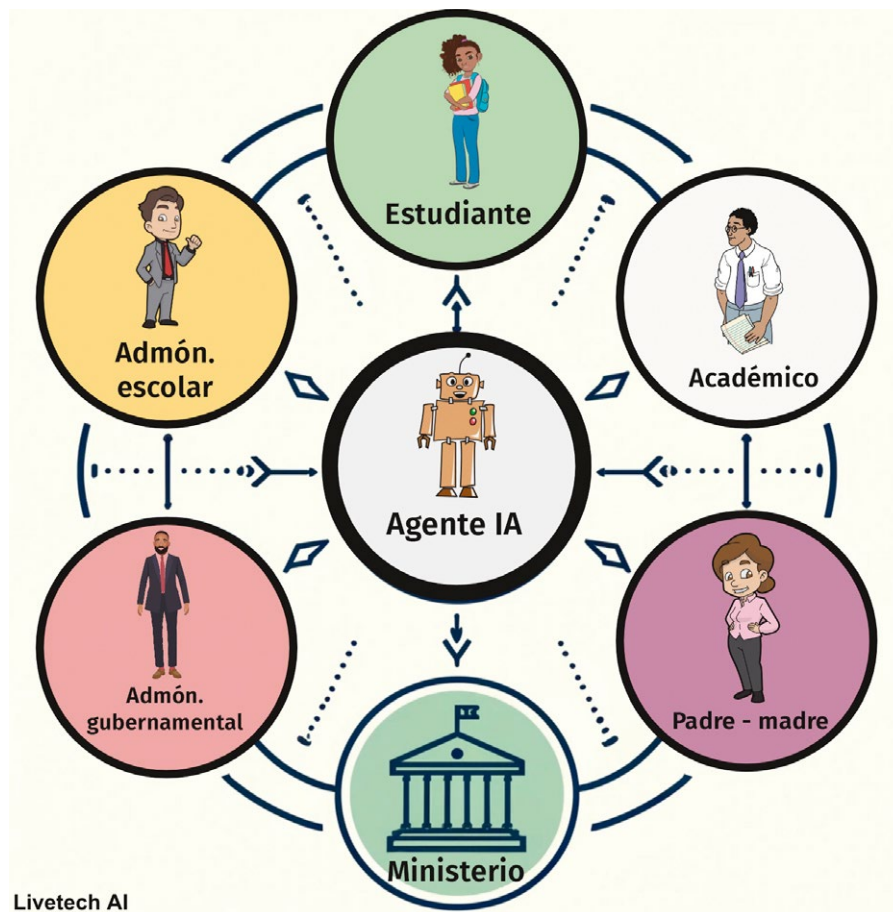 Estudiante
Admón.
escolar
Académico
Agente IA
Admón.
gubernamental
Padre - madre
Ministerio
Livetech AI